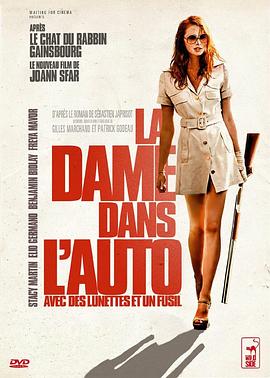 WAITING FOR CINEMA
APRÈS
LE CHAT DU RABBIN
GAINSBOURG
LE NOUVEAU FILM DE
JOANN SFAR
D'APRÈS LE ROMAN DE SÉBASTIEN JAPRISOT
GILLES MARCHAND ET PATRICK GODEAU
LA
DAME
DANS
L'AUTO
AVEC DES LUNETTES ET UN FUSIL
STACY MARTIN ELIO GERMANO BENJAMIN BIOLAY FREYA MAVOR
DVD
WILD
SIDE